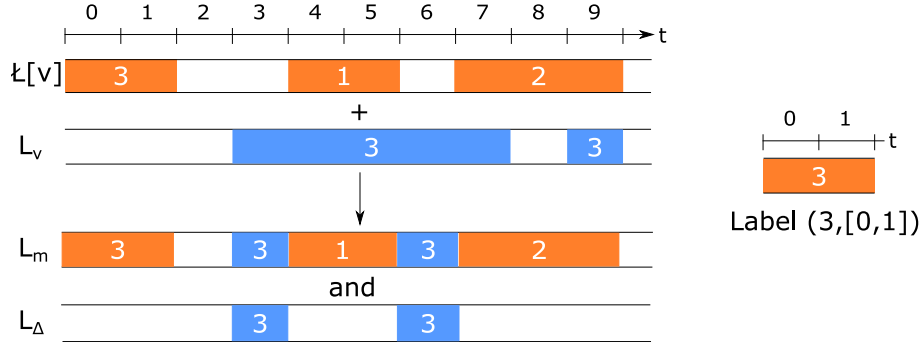 0 1 2 3 4 5 6 7 8 9
t
Ł[v] 3 1 2
+
Lv 3 3
Lm 3 3 1 3 2
and
LΔ 3 3
0 1
t
3
Label (3,[0,1])